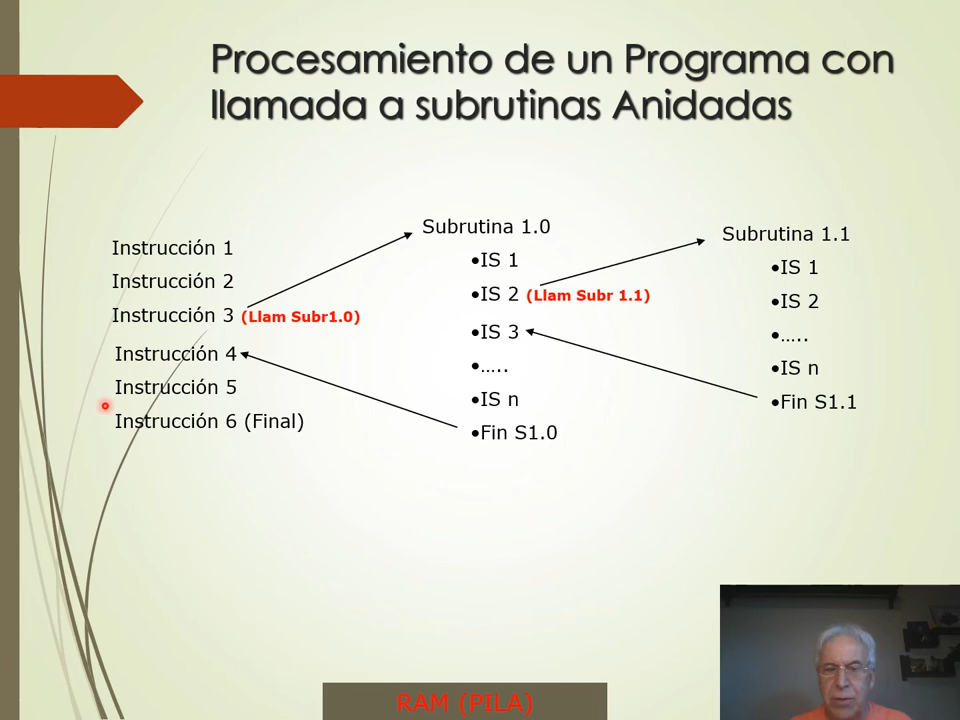 Procesamiento de un Programa con
llamada a subrutinas Anidadas
Instrucción 1
Instrucción 2
Instrucción 3 (Llam Subr1.0)
Instrucción 4
Instrucción 5
Instrucción 6 (Final)
Subrutina 1.0
•IS 1
•IS 2 (Llam Subr 1.1)
•IS 3
•…..
•IS n
•Fin S1.0
Subrutina 1.1
•IS 1
•IS 2
•…..
•IS n
•Fin S1.1
RAM (PILA)